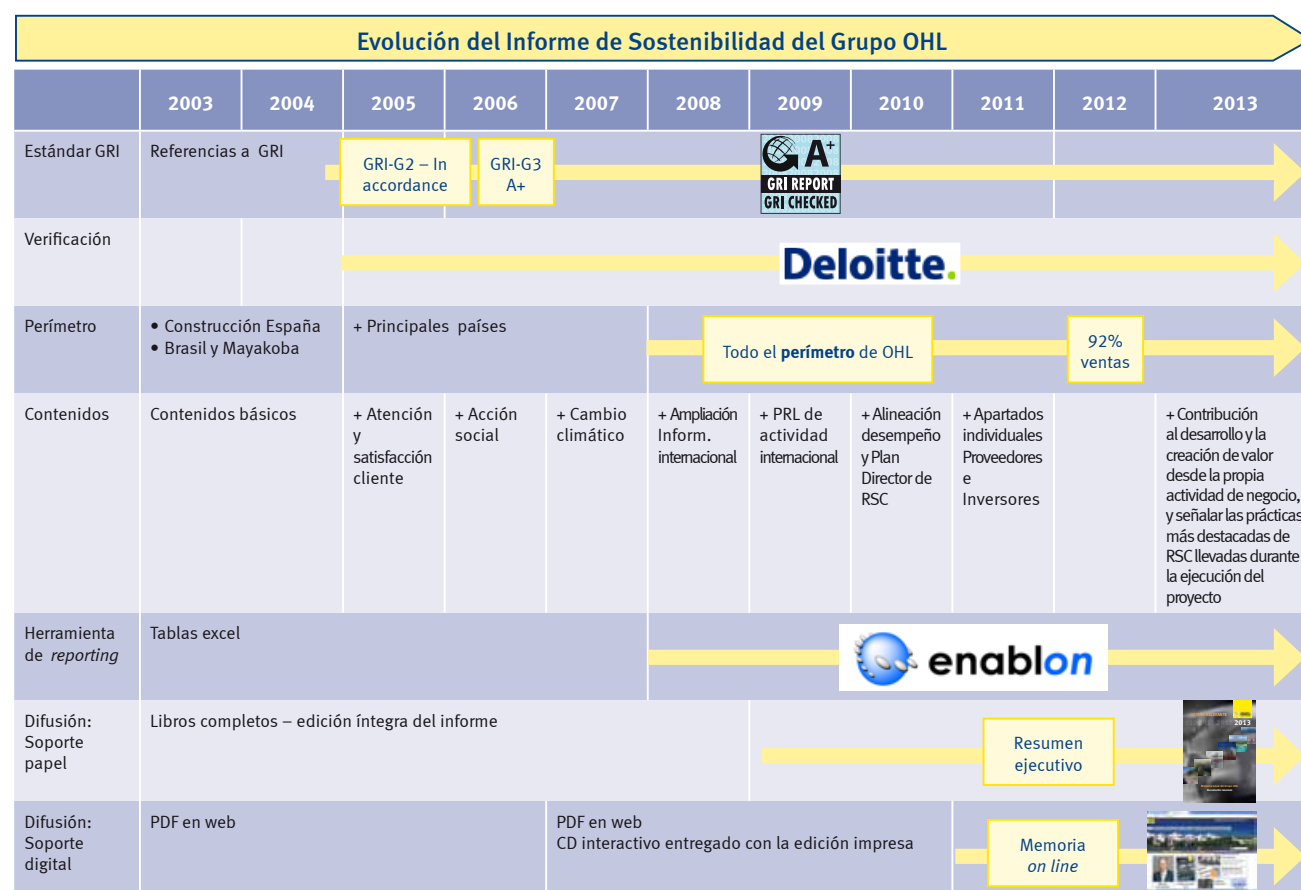 Evolución del Informe de Sostenibilidad del Grupo OHL
2003 2004 2005 2006 2007 2008 2009 2010 2011 2012 2013
Estándar GRI
Referencias a GRI
GRI-G2 – In
accordance
GRI-G3
A+
A+
GRI REPORT
GRI CHECKED
Verificación
Deloitte.
Perímetro
• Construcción España
• Brasil y Mayakoba
+ Principales países
Todo el perímetro de OHL
92%
ventas
Contenidos
Contenidos básicos
+ Atención
y
satisfacción
cliente
+ Acción
social
+ Cambio
climático
+ Ampliación
Inform.
internacional
+ PRL de
actividad
internacional
+ Alineación
desempeño
y Plan
Director de
RSC
+ Apartados
individuales
Proveedores
e
Inversores
+ Contribución
al desarrollo y la
creación de valor
desde la propia
actividad de negocio,
y señalar las prácticas
más destacadas de
RSC llevadas durante
la ejecución del
proyecto
Herramienta
de reporting
Tablas excel
enablon
Difusión:
Soporte
papel
Libros completos – edición íntegra del informe
Resumen
ejecutivo
2013
Difusión:
Soporte
digital
PDF en web
PDF en web
CD interactivo entregado con la edición impresa
Memoria
on line